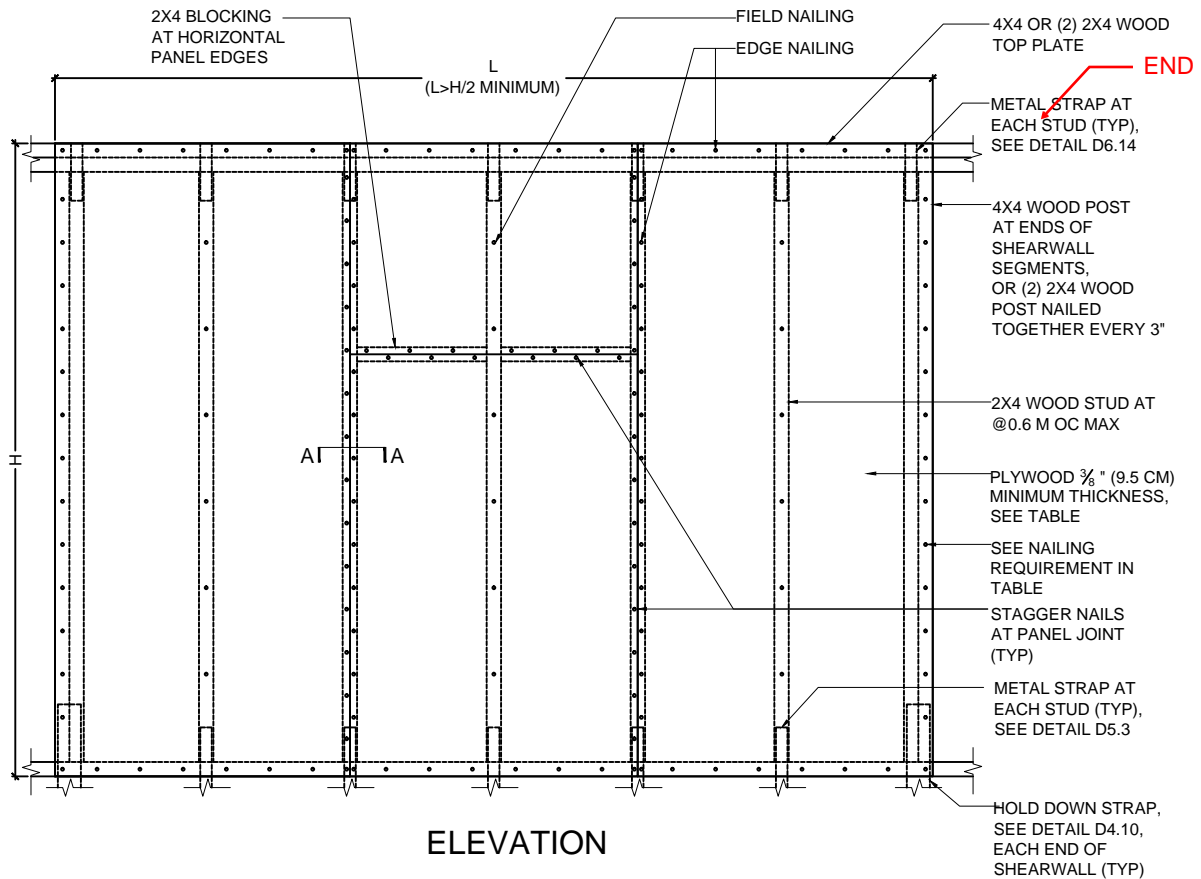 2X4 BLOCKING
AT HORIZONTAL
PANEL EDGES
FIELD NAILING
EDGE NAILING
L
(L>H/2 MINIMUM)
4X4 OR (2) 2X4 WOOD
TOP PLATE
END
METAL STRAP AT
EACH STUD (TYP),
SEE DETAIL D6.14
4X4 WOOD POST
AT ENDS OF
SHEARWALL
SEGMENTS,
OR (2) 2X4 WOOD
POST NAILED
TOGETHER EVERY 3"
2X4 WOOD STUD AT
@0.6 M OC MAX
H
A A
PLYWOOD ⅜ " (9.5 CM)
MINIMUM THICKNESS,
SEE TABLE
SEE NAILING
REQUIREMENT IN
TABLE
STAGGER NAILS
AT PANEL JOINT
(TYP)
METAL STRAP AT
EACH STUD (TYP),
SEE DETAIL D5.3
HOLD DOWN STRAP,
SEE DETAIL D4.10,
EACH END OF
SHEARWALL (TYP)
ELEVATION